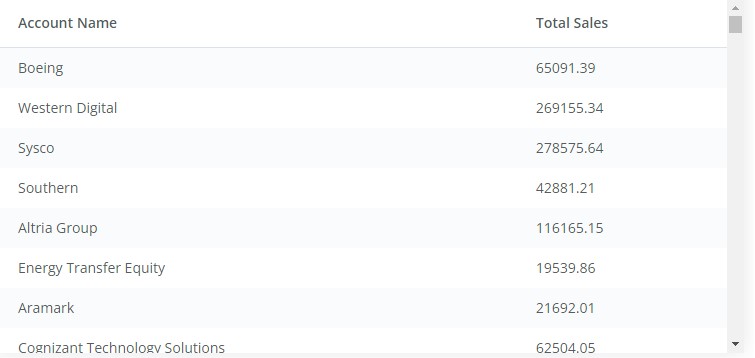 Account Name Total Sales
Boeing 65091.39
Western Digital 269155.34
Sysco 278575.64
Southern 42881.21
Altria Group 116165.15
Energy Transfer Equity 19539.86
Aramark 21692.01
Cognizant Technology Solutions 62504.05